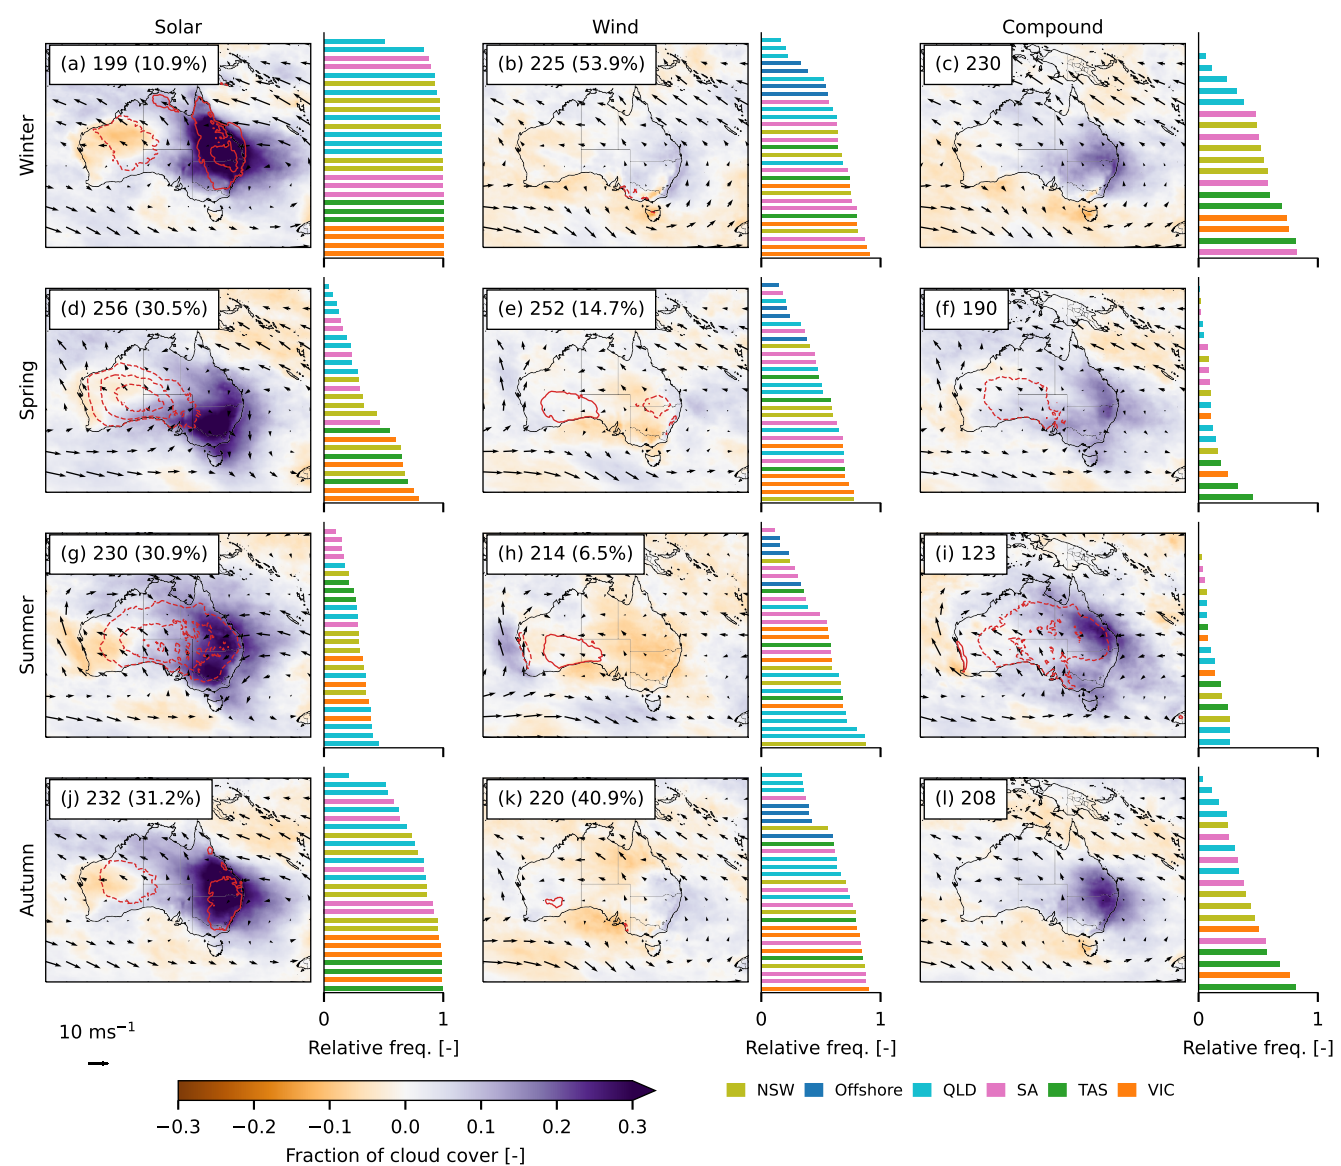 Solar
Wind
Compound
Winter
(a) 199 (10.9%)
(b) 225 (53.9%)
(c) 230
Spring
(d) 256 (30.5%)
(e) 252 (14.7%)
(f) 190
Summer
(g) 230 (30.9%)
(h) 214 (6.5%)
(i) 123
Autumn
(j) 232 (31.2%)
(k) 220 (40.9%)
(l) 208
0 1
0 1
0 1
Relative freq. [-]
Relative freq. [-]
Relative freq. [-]
10 ms⁻¹
−0.3 −0.2 −0.1 0.0 0.1 0.2 0.3
Fraction of cloud cover [-]
NSW Offshore QLD SA TAS VIC